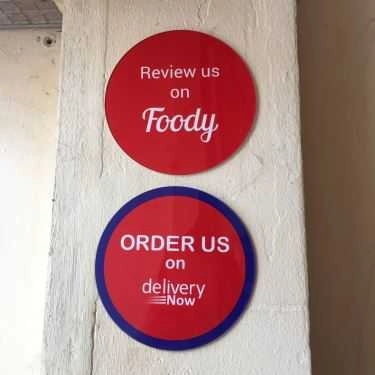 Review us
on
Foody
ORDER US
on
delivery
Now